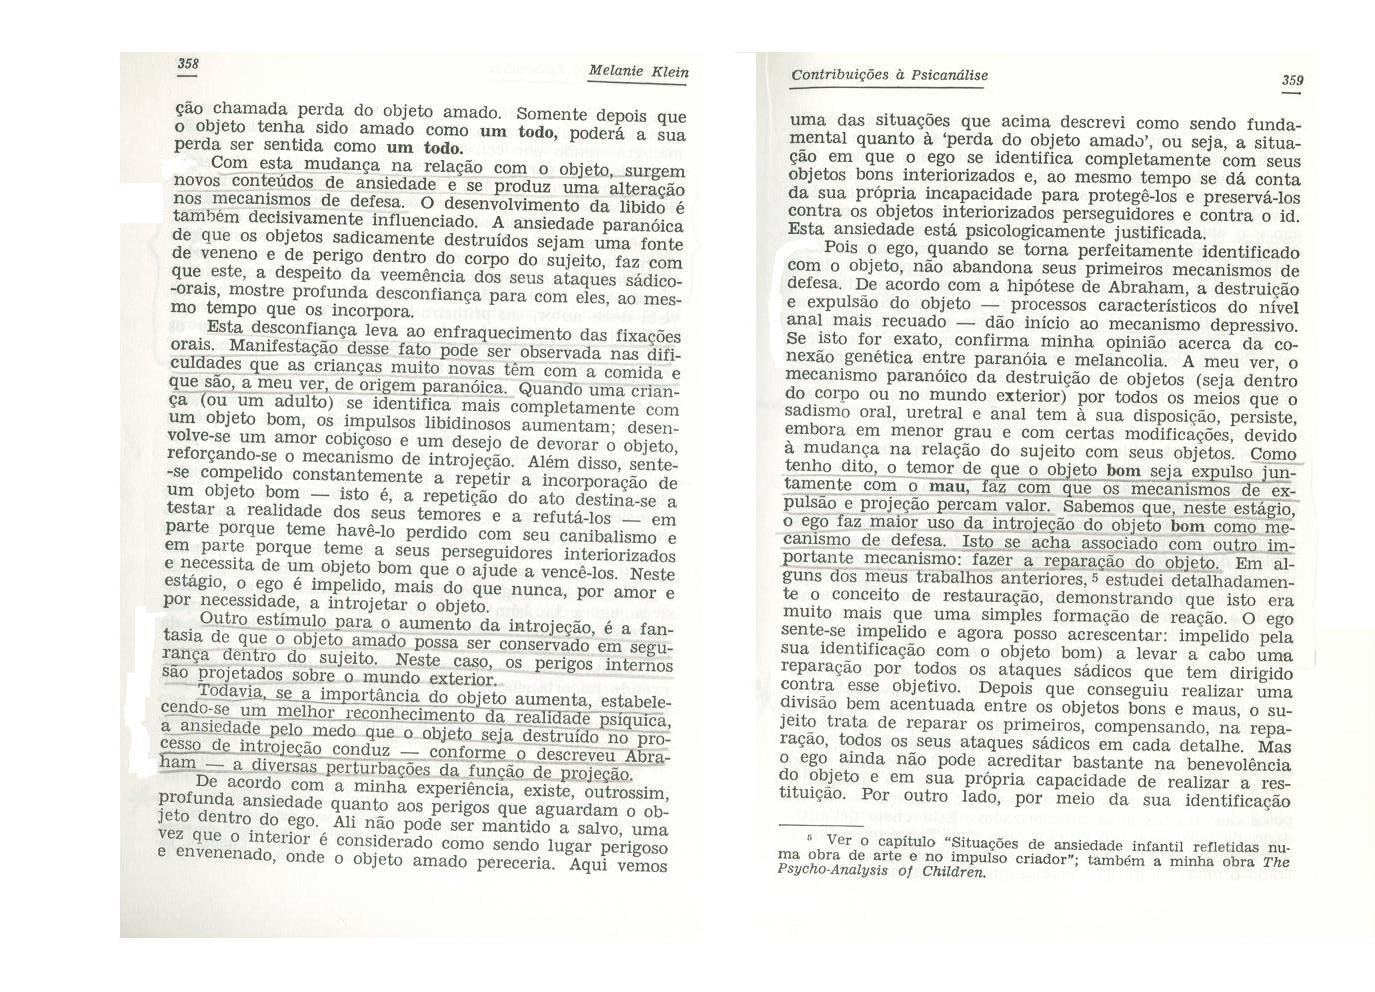 358
Melanie Klein
ção chamada perda do objeto amado. Somente depois que
o objeto tenha sido amado como um todo, poderá a sua
perda ser sentida como um todo.
Com esta mudança na relação com o objeto, surgem
novos conteúdos de ansiedade e se produz uma alteração
nos mecanismos de defesa. O desenvolvimento da libido é
também decisivamente influenciado. A ansiedade paranóica
de que os objetos sadicamente destruídos sejam uma fonte
de veneno e de perigo dentro do corpo do sujeito, faz com
que este, a despeito da veemência dos seus ataques sádico-
-orais, mostre profunda desconfiança para com eles, ao mes-
mo tempo que os incorpora.
Esta desconfiança leva ao enfraquecimento das fixações
orais. Manifestação desse fato pode ser observada nas difi-
culdades que as crianças muito novas têm com a comida e
que são, a meu ver, de origem paranóica. Quando uma crian-
ça (ou um adulto) se identifica mais completamente com
um objeto bom, os impulsos libidinosos aumentam; desen-
volve-se um amor cobiçoso e um desejo de devorar o objeto,
reforçando-se o mecanismo de introjeção. Além disso, sente-
-se compelido constantemente a repetir a incorporação de
um objeto bom — isto é, a repetição do ato destina-se a
testar a realidade dos seus temores e a refutá-los — em
parte porque teme havê-lo perdido com seu canibalismo e
em parte porque teme a seus perseguidores interiorizados
e necessita de um objeto bom que o ajude a vencê-los. Neste
estágio, o ego é impelido, mais do que nunca, por amor e
por necessidade, a introjetar o objeto.
Outro estímulo para o aumento da introjeção, é a fan-
tasia de que o objeto amado possa ser conservado em segu-
rança dentro do sujeito. Neste caso, os perigos internos
são projetados sobre o mundo exterior.
Todavia, se a importância do objeto aumenta, estabele-
cendo-se um melhor reconhecimento da realidade psíquica,
a ansiedade pelo medo que o objeto seja destruído no pro-
cesso de introjeção conduz — conforme o descreveu Abra-
ham — a diversas perturbações da função de projeção.
De acordo com a minha experiência, existe, outrossim,
profunda ansiedade quanto aos perigos que aguardam o ob-
jeto dentro do ego. Ali não pode ser mantido a salvo, uma
vez que o interior é considerado como sendo lugar perigoso
e envenenado, onde o objeto amado pereceria. Aqui vemos
Contribuições à Psicanálise
359
uma das situações que acima descrevi como sendo funda-
mental quanto à ‘perda do objeto amado’, ou seja, a situa-
ção em que o ego se identifica completamente com seus
objetos bons interiorizados e, ao mesmo tempo se dá conta
da sua própria incapacidade para protegê-los e preservá-los
contra os objetos interiorizados perseguidores e contra o id.
Esta ansiedade está psicologicamente justificada.
Pois o ego, quando se torna perfeitamente identificado
com o objeto, não abandona seus primeiros mecanismos de
defesa. De acordo com a hipótese de Abraham, a destruição
e expulsão do objeto — processos característicos do nível
anal mais recuado — dão início ao mecanismo depressivo.
Se isto for exato, confirma minha opinião acerca da co-
nexão genética entre paranóia e melancolia. A meu ver, o
mecanismo paranóico da destruição de objetos (seja dentro
do corpo ou no mundo exterior) por todos os meios que o
sadismo oral, uretral e anal tem à sua disposição, persiste,
embora em menor grau e com certas modificações, devido
à mudança na relação do sujeito com seus objetos. Como
tenho dito, o temor de que o objeto bom seja expulso jun-
tamente com o mau, faz com que os mecanismos de ex-
pulsão e projeção percam valor. Sabemos que, neste estágio,
o ego faz maior uso da introjeção do objeto bom como me-
canismo de defesa. Isto se acha associado com outro im-
portante mecanismo: fazer a reparação do objeto. Em al-
guns dos meus trabalhos anteriores, 5 estudei detalhadamen-
te o conceito de restauração, demonstrando que isto era
muito mais que uma simples formação de reação. O ego
sente-se impelido e agora posso acrescentar: impelido pela
sua identificação com o objeto bom) a levar a cabo uma
reparação por todos os ataques sádicos que tem dirigido
contra esse objetivo. Depois que conseguiu realizar uma
divisão bem acentuada entre os objetos bons e maus, o su-
jeito trata de reparar os primeiros, compensando, na repa-
ração, todos os seus ataques sádicos em cada detalhe. Mas
o ego ainda não pode acreditar bastante na benevolência
do objeto e em sua própria capacidade de realizar a res-
tituição. Por outro lado, por meio da sua identificação
5 Ver o capítulo “Situações de ansiedade infantil refletidas nu-
ma obra de arte e no impulso criador”; também a minha obra The
Psycho-Analysis of Children.